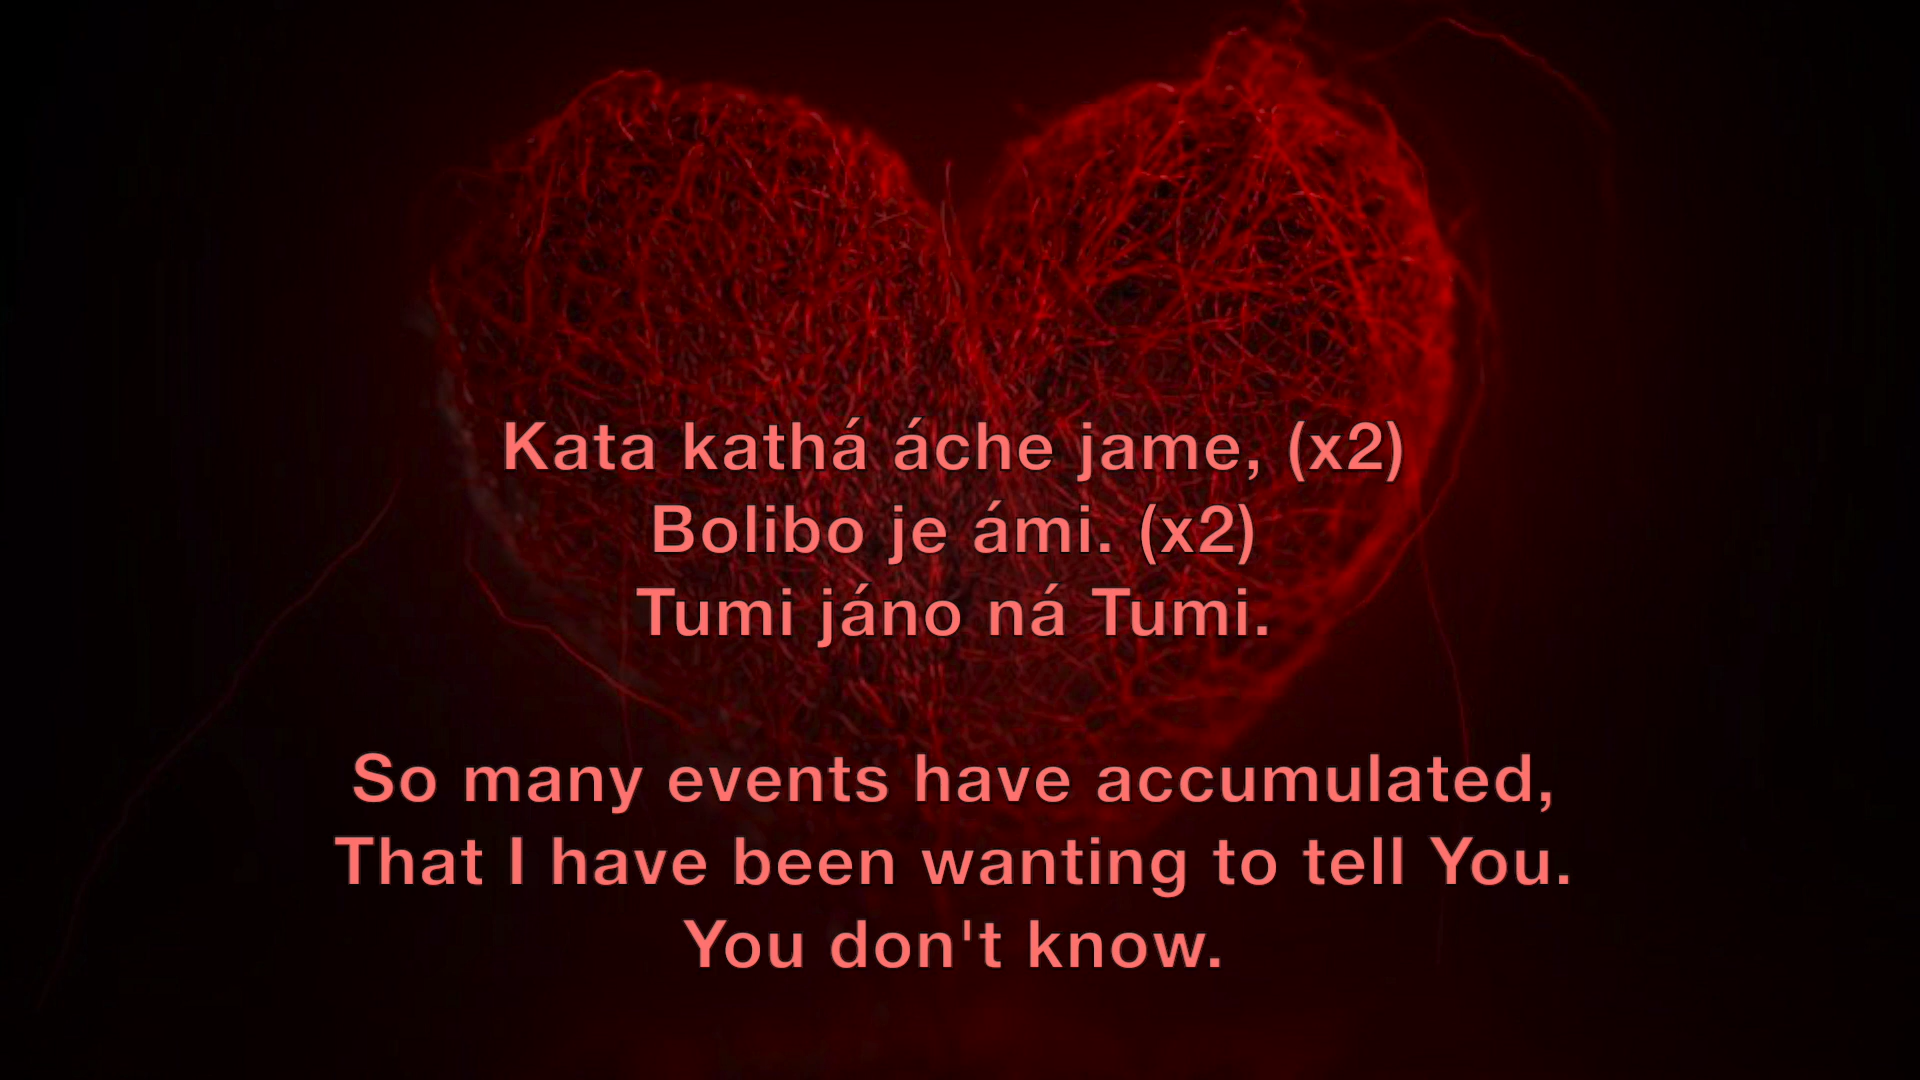 Kata kathá áche jame, (x2)
Bolibo je ámi. (x2)
Tumi jáno ná Tumi.
So many events have accumulated,
That I have been wanting to tell You.
You don't know.